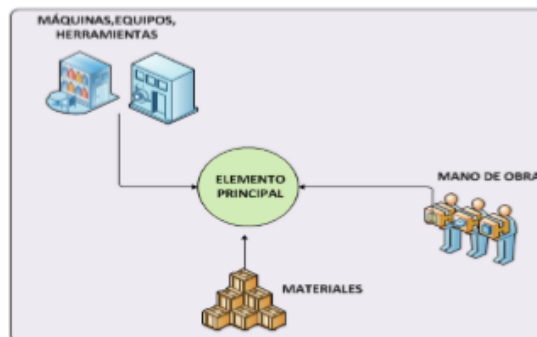 MÁQUINAS,EQUIPOS,
HERRAMIENTAS
ELEMENTO
PRINCIPAL
MANO DE OBRA
MATERIALES